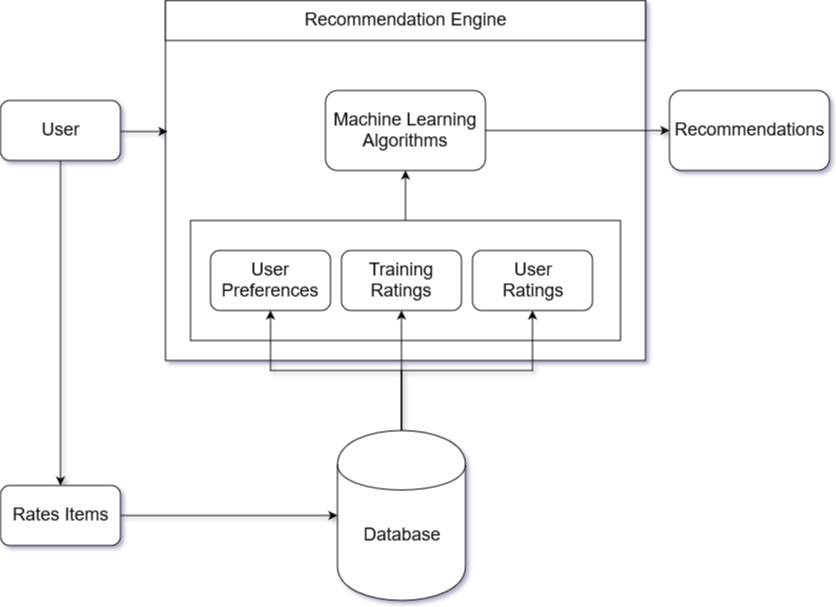 Recommendation Engine
User
Machine Learning
Algorithms
Recommendations
User
Preferences
Training
Ratings
User
Ratings
Rates Items
Database